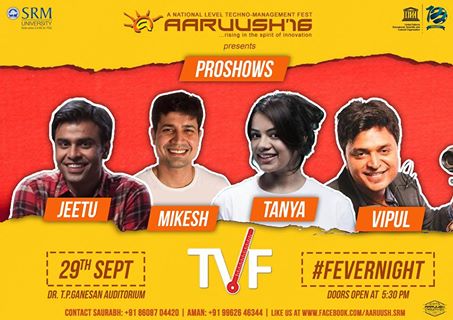 SRM
UNIVERSITY
A NATIONAL LEVEL TECHNO-MANAGEMENT FEST
AARUUSH'16
...rising in the spirit of innovation
presents
UNESCO
PROSHOWS
JEETU
MIKESH
TANYA
VIPUL
29TH SEPT
DR. T.P.GANESAN AUDITORIUM
TVF
#FEVERNIGHT
DOORS OPEN AT 5:30 PM
CONTACT SAURABH: +91 86087 04420 | AMAN: +91 99626 46344 | LIKE US AT WWW.FACEBOOK.COM/AARUUSH.SRM
AARUUSH